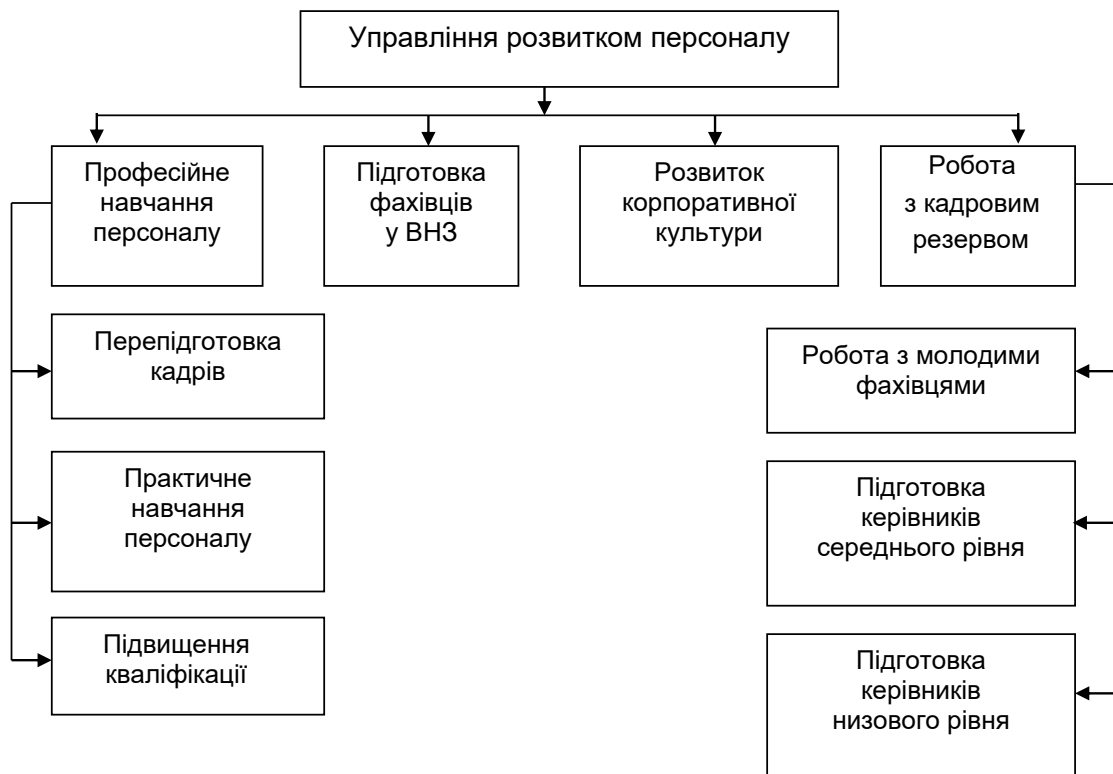 Управління розвитком персоналу
Професійне
навчання
персоналу
Підготовка
фахівців
у ВНЗ
Розвиток
корпоративної
культури
Робота
з кадровим
резервом
Перепідготовка
кадрів
Практичне
навчання
персоналу
Підвищення
кваліфікації
Робота з молодими
фахівцями
Підготовка
керівників
середнього рівня
Підготовка
керівників
низового рівня